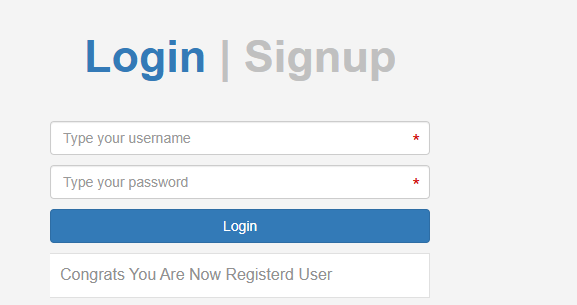 Login | Signup
Type your username *
Type your password *
Login
Congrats You Are Now Registerd User